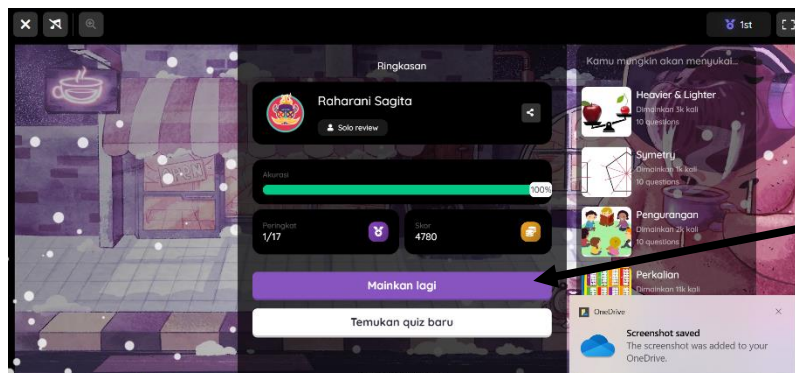 1st
Ringkasan
Raharani Sagita
Solo review
Akurasi
100%
Peringkat
1/17
Skor
4780
Mainkan lagi
Temukan quiz baru
Kamu mungkin akan menyukai...
Heavier & Lighter
Dimainkan 3k kali
10 questions
Symetry
Dimainkan 1k kali
10 questions
Pengurangan
Dimainkan 2k kali
10 questions
Perkalian
Dimainkan 11k kali
OneDrive
Screenshot saved
The screenshot was added to your
OneDrive.
OPEN